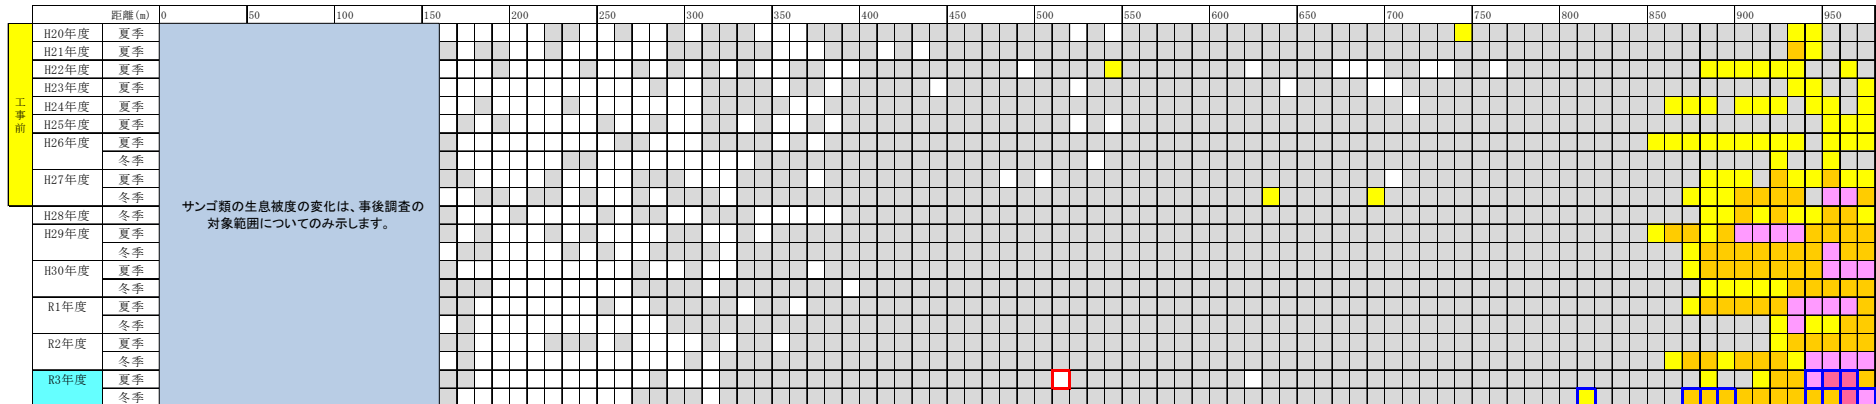 距離(m) 0 50 100 150 200 250 300 350 400 450 500 550 600 650 700 750 800 850 900 950
工事前
H20年度 夏季
H21年度 夏季
H22年度 夏季
H23年度 夏季
H24年度 夏季
H25年度 夏季
H26年度 夏季
冬季
H27年度 夏季
冬季
H28年度 冬季
H29年度 夏季
冬季
H30年度 夏季
冬季
R1年度 夏季
冬季
R2年度 夏季
冬季
R3年度 夏季
冬季
サンゴ類の生息被度の変化は、事後調査の
対象範囲についてのみ示します。